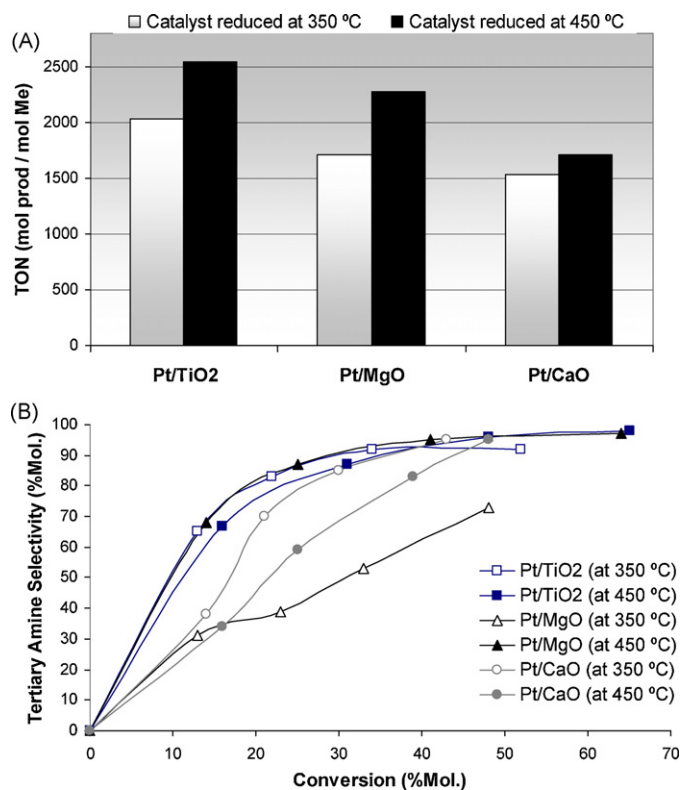 Catalyst reduced at 350 ºC Catalyst reduced at 450 ºC
(A)
2500
2000
1500
1000
500
0
TON (mol prod / mol Me)
Pt/TiO2 Pt/MgO Pt/CaO
(B)
100
90
80
70
60
50
40
30
20
10
0
Tertiary Amine Selectivity (%Mol.)
Pt/TiO2 (at 350 ºC)
Pt/TiO2 (at 450 ºC)
Pt/MgO (at 350 ºC)
Pt/MgO (at 450 ºC)
Pt/CaO (at 350 ºC)
Pt/CaO (at 450 ºC)
0 10 20 30 40 50 60 70
Conversion (%Mol.)